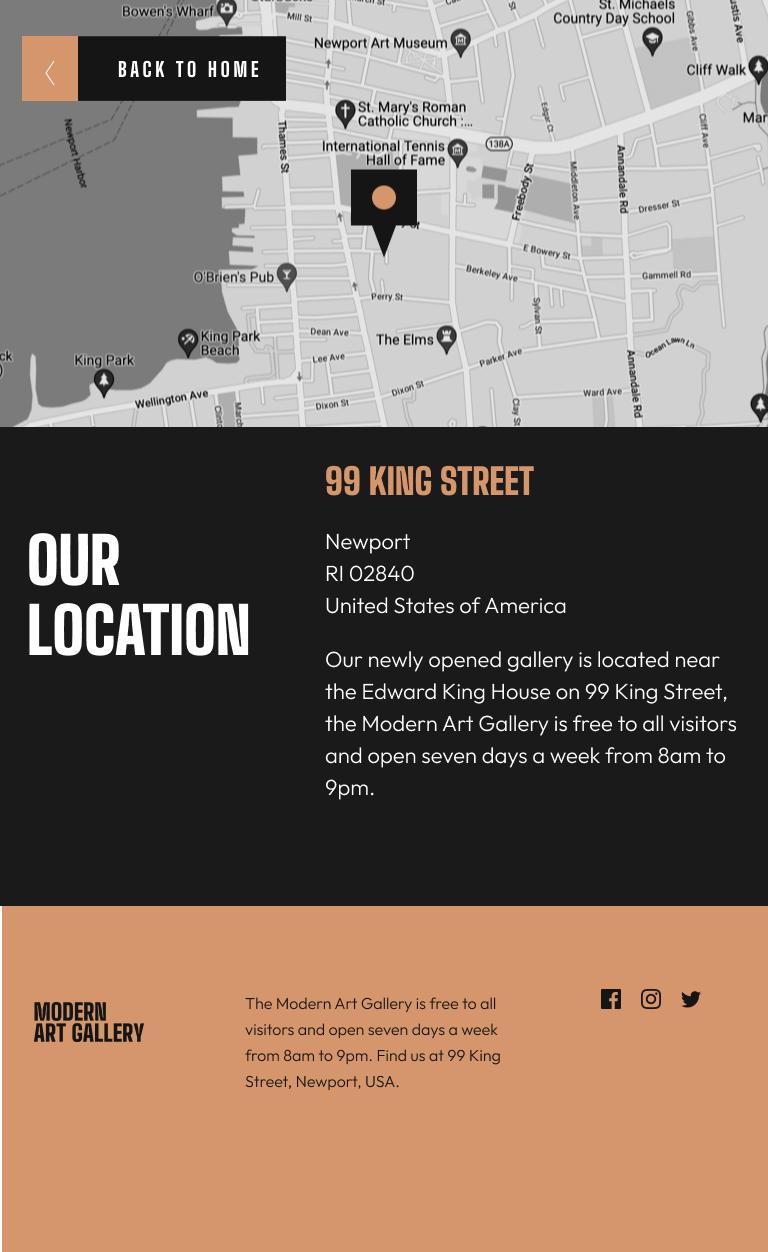 Bowen's Wharf
Mill St
St. Michaels
Country Day School
Gibbs Ave
Newport Art Museum
Cliff Walk
BACK TO HOME
St. Mary's Roman
Catholic Church :...
Edgar Ct
Cliff Ave
Newport Harbor
Thames St
International Tennis
Hall of Fame
138A
Freebody St
Middleton Ave
Annandale Rd
Dresser St
E Bowery St
O'Brien's Pub
Berkeley Ave
Gammell Rd
Perry St
Sylvan St
King Park
Beach
Dean Ave
The Elms
Lee Ave
Parker Ave
Ocean Lawn Ln
King Park
Wellington Ave
Dixon St
Dixon St
Ward Ave
Annandale Rd
Clay St
99 KING STREET
OUR
LOCATION
Newport
RI 02840
United States of America
Our newly opened gallery is located near
the Edward King House on 99 King Street,
the Modern Art Gallery is free to all visitors
and open seven days a week from 8am to
9pm.
MODERN
ART GALLERY
The Modern Art Gallery is free to all
visitors and open seven days a week
from 8am to 9pm. Find us at 99 King
Street, Newport, USA.